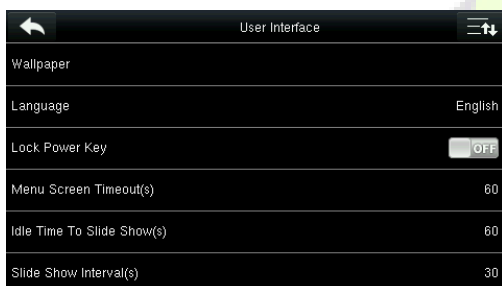 User Interface
Wallpaper
Language English
Lock Power Key OFF
Menu Screen Timeout(s) 60
Idle Time To Slide Show(s) 60
Slide Show Interval(s) 30